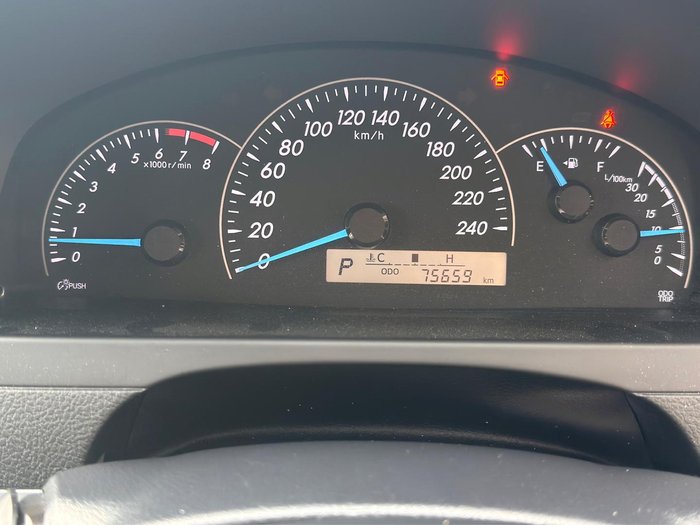 0 1 2 3 4 5 6 7 8
x1000r/min
PUSH
0 20 40 60 80 100 120 140 160 180 200 220 240
km/h
P
C H
ODO 75659 km
E F
L/100km
30
20
15
10
5
0
ODO
TRIP